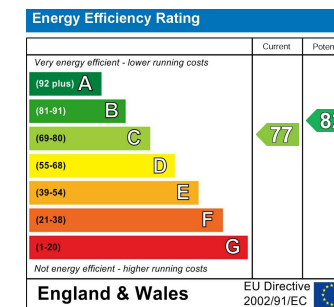 Energy Efficiency Rating
Current
Very energy efficient - lower running costs
(92 plus) A
(81-91) B
(69-80) C
77
(55-68) D
(39-54) E
(21-38) F
(1-20) G
Not energy efficient - higher running costs
England & Wales
EU Directive
2002/91/EC